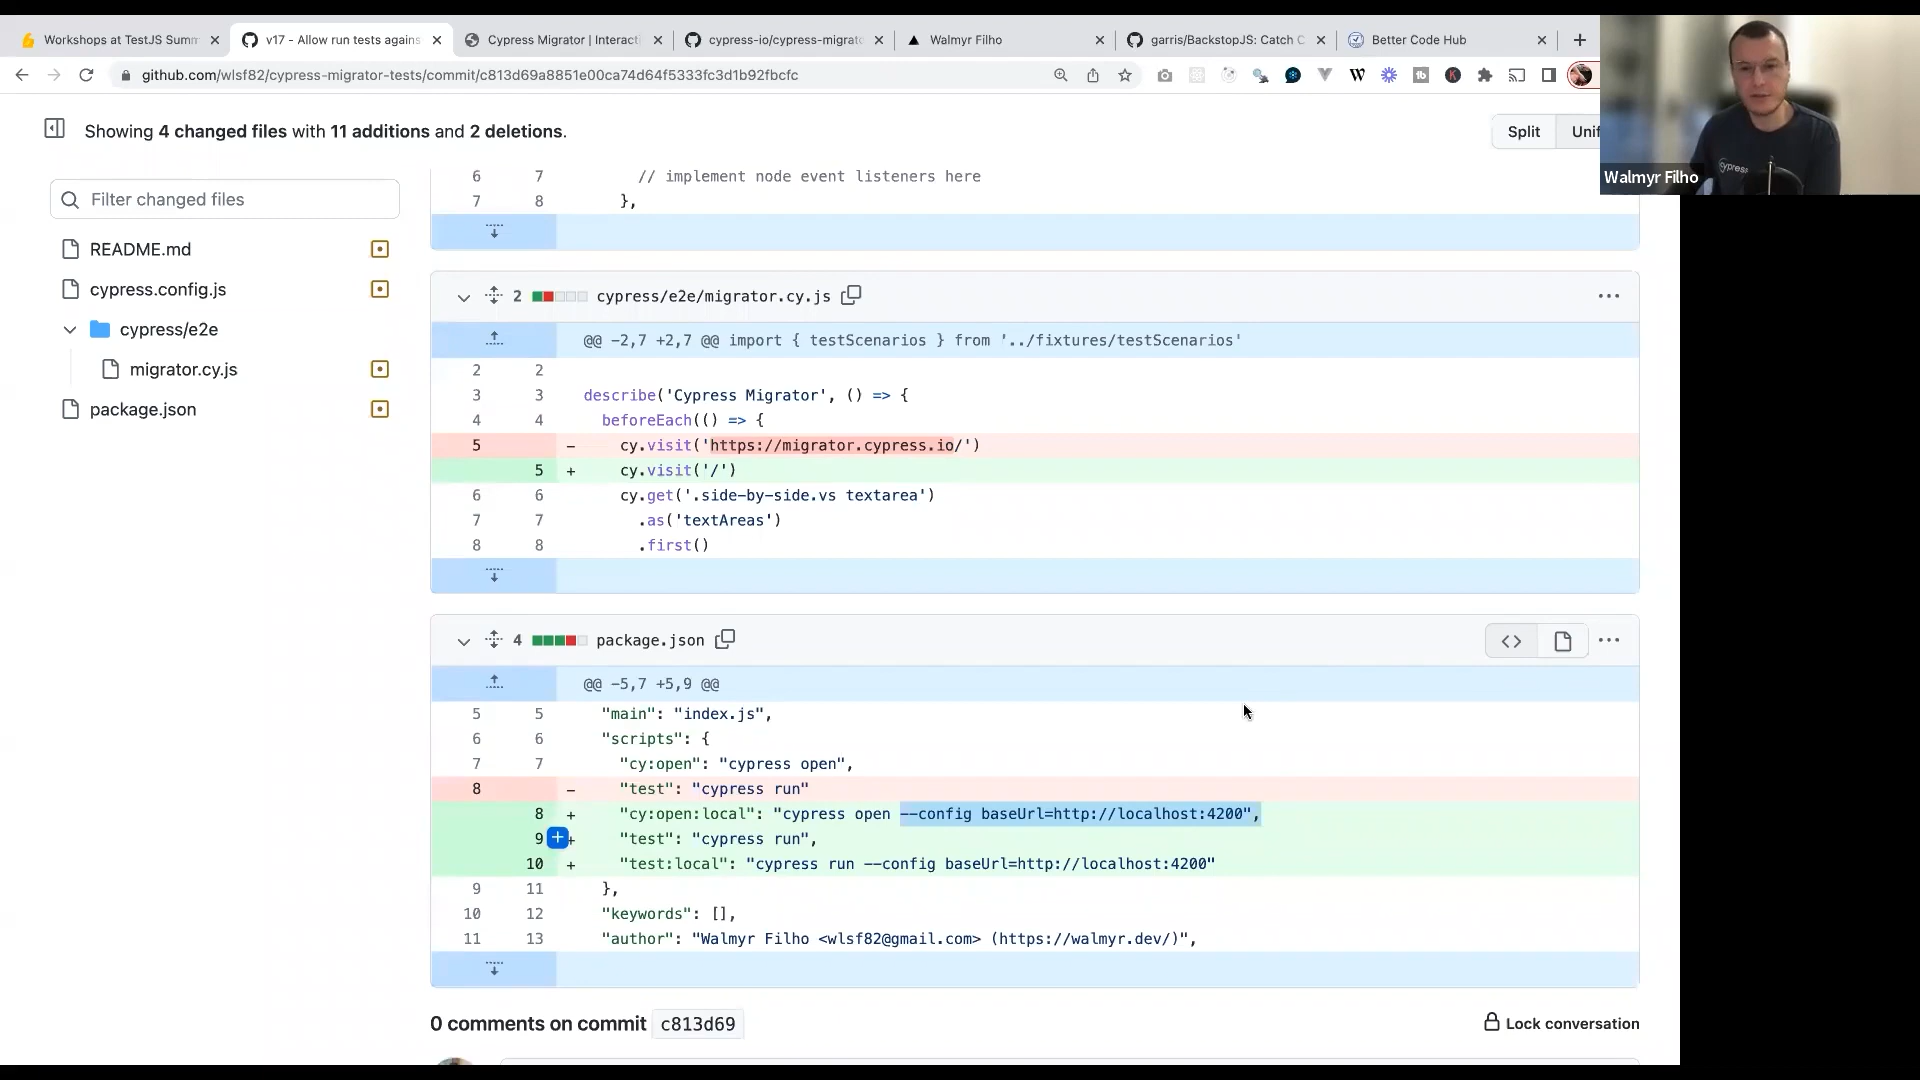 Workshops at TestJS Summ
v17 - Allow run tests again
Cypress Migrator | Interact
cypress-io/cypress-migrato
Walmyr Filho
garris/BackstopJS: Catch C
Better Code Hub
github.com/wlsf82/cypress-migrator-tests/commit/c813d69a8851e00ca74d64f5333fc3d1b92fbcfc
Showing 4 changed files with 11 additions and 2 deletions.
Split
Unif
cypress
Walmyr Filho
Filter changed files
README.md
cypress.config.js
cypress/e2e
migrator.cy.js
package.json
6 7 // implement node event listeners here
7 8 },
2 cypress/e2e/migrator.cy.js
@@ -2,7 +2,7 @@ import { testScenarios } from '../fixtures/testScenarios'
2 2
3 3 describe('Cypress Migrator', () => {
4 4 beforeEach(() => {
5 - cy.visit('https://migrator.cypress.io/')
5 + cy.visit('/')
6 6 cy.get('.side-by-side.vs textarea')
7 7 .as('textAreas')
8 8 .first()
4 package.json
@@ -5,7 +5,9 @@
5 5 "main": "index.js",
6 6 "scripts": {
7 7 "cy:open": "cypress open",
8 - "test": "cypress run"
8 + "cy:open:local": "cypress open --config baseUrl=http://localhost:4200",
9 + "test": "cypress run",
10 + "test:local": "cypress run --config baseUrl=http://localhost:4200"
9 11 },
10 12 "keywords": [],
11 13 "author": "Walmyr Filho <wlsf82@gmail.com> (https://walmyr.dev/)",
0 comments on commit c813d69
Lock conversation